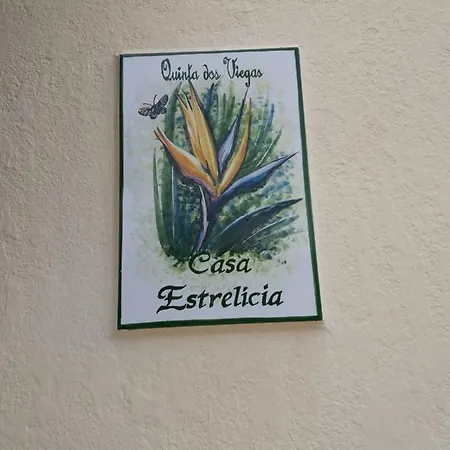 Quinta dos Viegas
Casa
Estrelicia